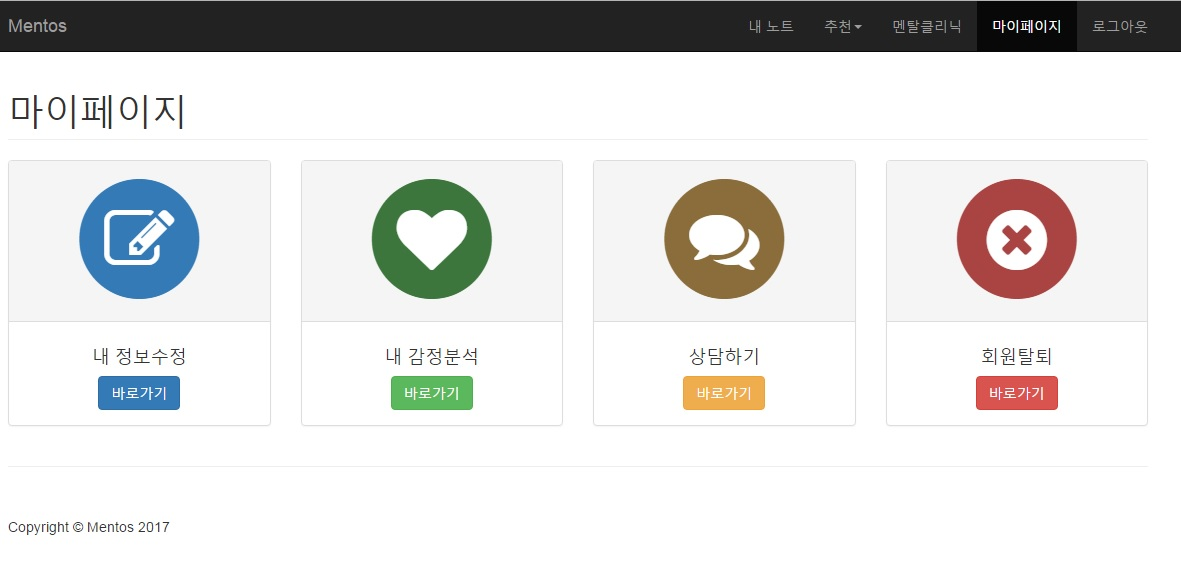 Mentos 내 노트 추천 멘탈클리닉 마이페이지 로그아웃
마이페이지
내 정보수정 내 감정분석 상담하기 회원탈퇴
바로가기 바로가기 바로가기 바로가기
Copyright © Mentos 2017